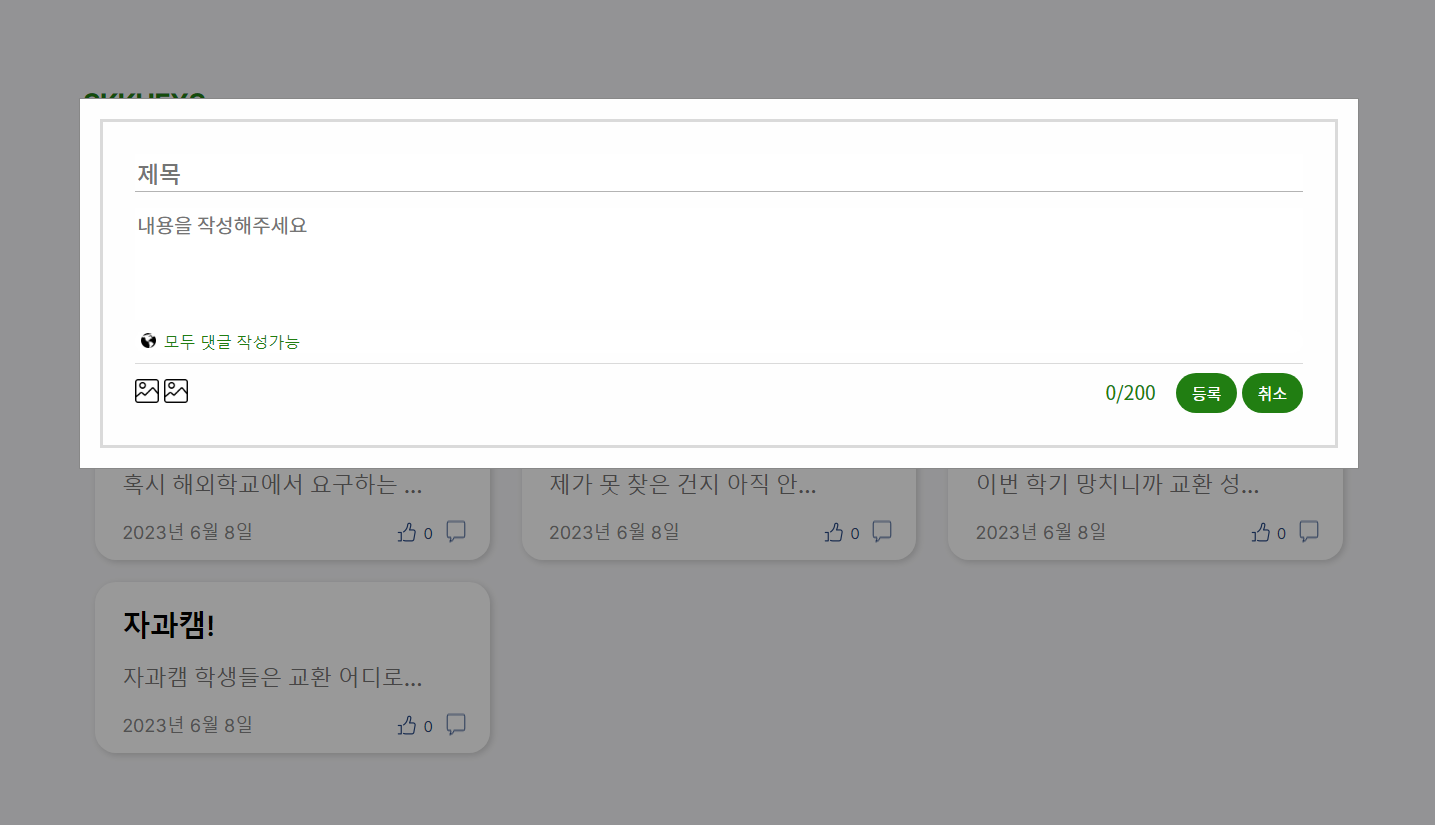 제목
내용을 작성해주세요
모두 댓글 작성가능
0/200 등록 취소
혹시 해외학교에서 요구하는 ... 제가 못 찾은 건지 아직 안... 이번 학기 망치니까 교환 성...
2023년 6월 8일 0 2023년 6월 8일 0 2023년 6월 8일 0
자과캠!
자과캠 학생들은 교환 어디로...
2023년 6월 8일 0